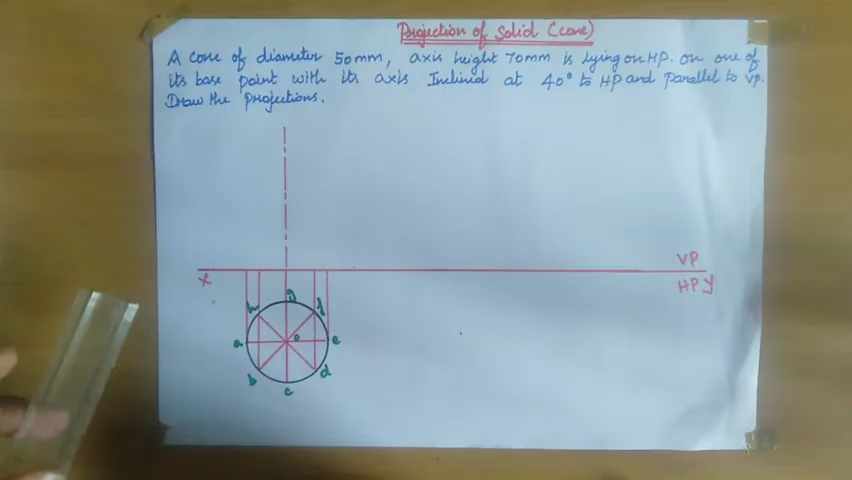 Projection of Solid (cone)
A cone of diameter 50mm, axis height 70mm is lying on HP. on one of
its base point with its axis Inclined at 40° to HP and parallel to VP.
Draw the projections.
VP
X
HP Y
g
h f
a o e
b d
c